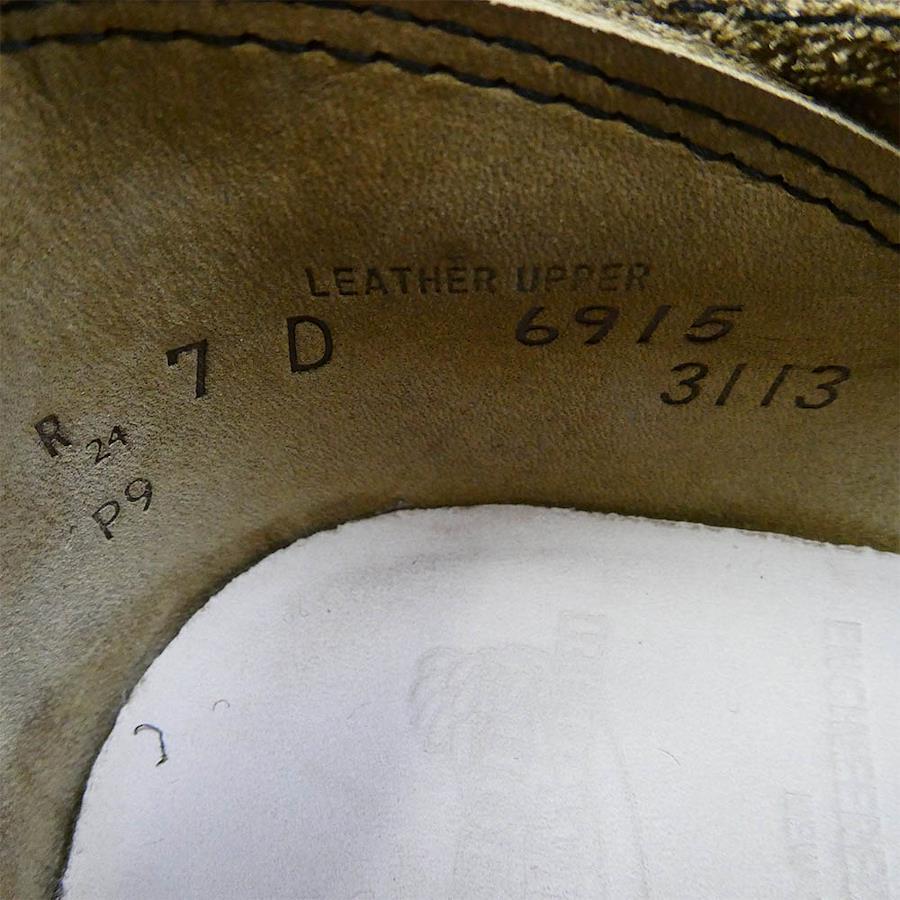 LEATHER UPPER
7 D 6915
3113
R 24
P9